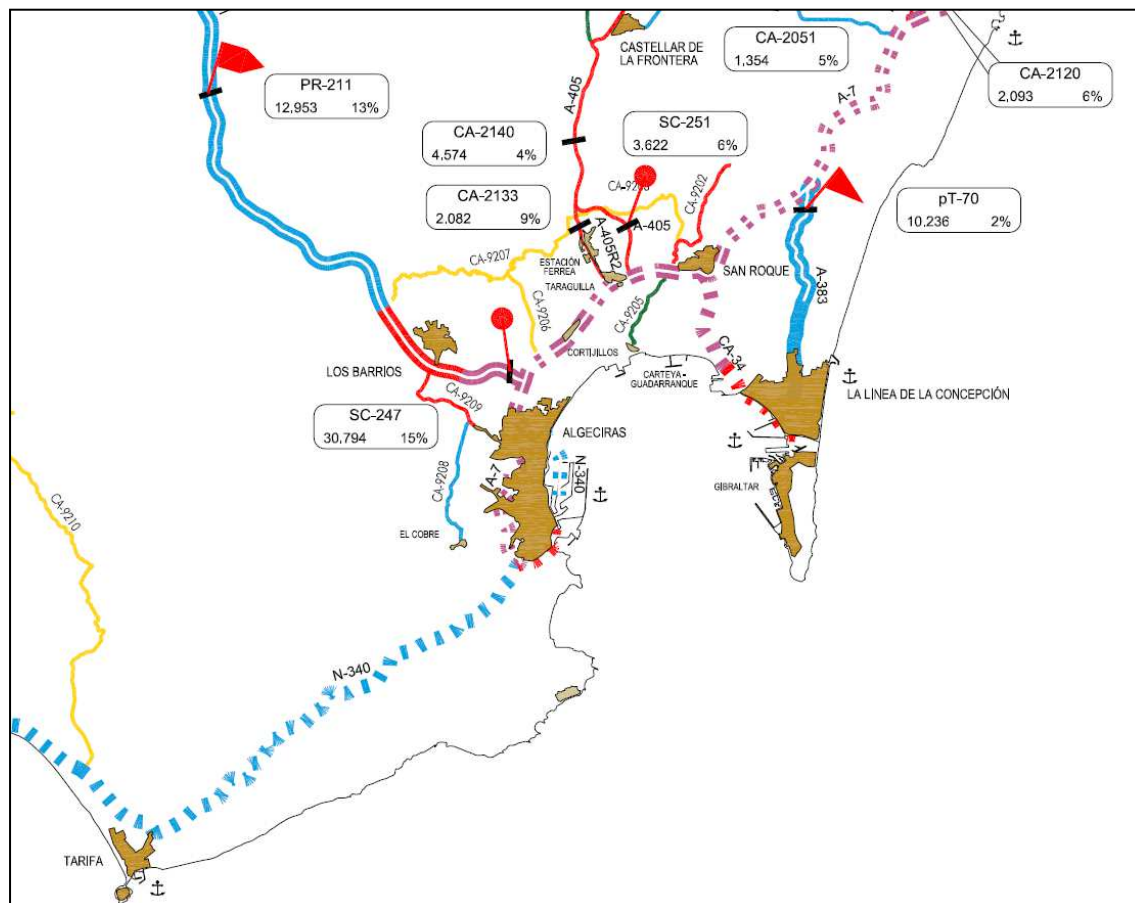 CASTELLAR DE
LA FRONTERA
CA-2051
1,354 5%
CA-2120
2,093 6%
PR-211
12,953 13%
A-405
A-7
CA-2140
4,574 4%
SC-251
3.622 6%
CA-2133
2.082 9%
CA-9202
pT-70
10,236 2%
A-405
A-405R2
CA-9207
ESTACIÓN
FERREA
TARAGUILLA
SAN ROQUE
A-383
CA-9206
CA-9205
CORTIJILLOS
CA-34
LOS BARRIOS
CARTEYA -
GUADARRANQUE
CA-9209
LA LÍNEA DE LA CONCEPCIÓN
SC-247
30,794 15%
ALGECIRAS
N-340
A-7
CA-9208
GIBRALTAR
CA-9210
EL COBRE
N-340
TARIFA